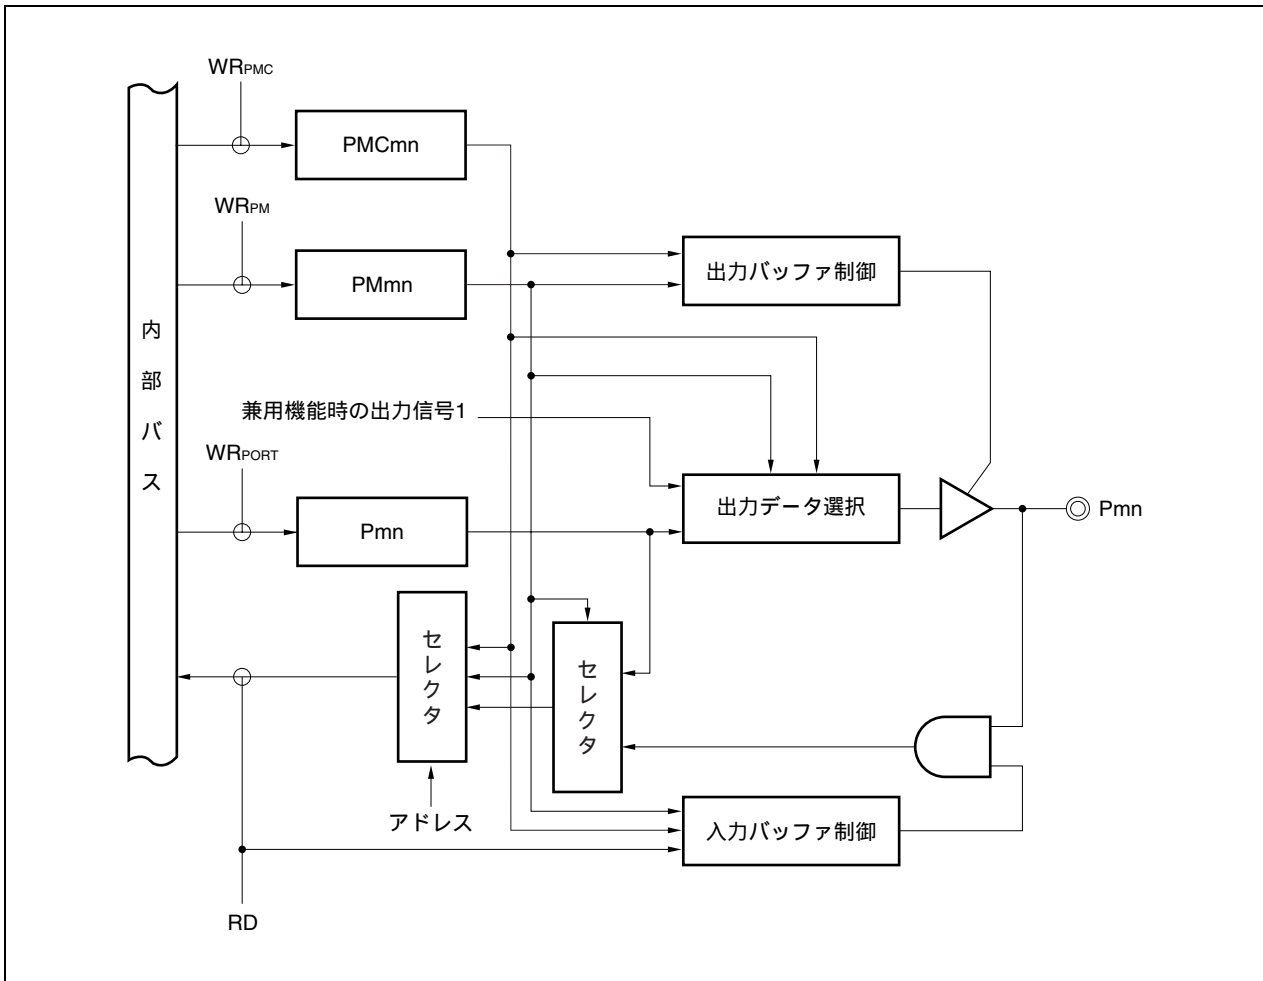 WRPMC
PMCmn
WRPM
PMmn
出力バッファ制御
内部バス
兼用機能時の出力信号1
WRPORT
Pmn
出力データ選択
Pmn
セレクタ
セレクタ
アドレス
入力バッファ制御
RD